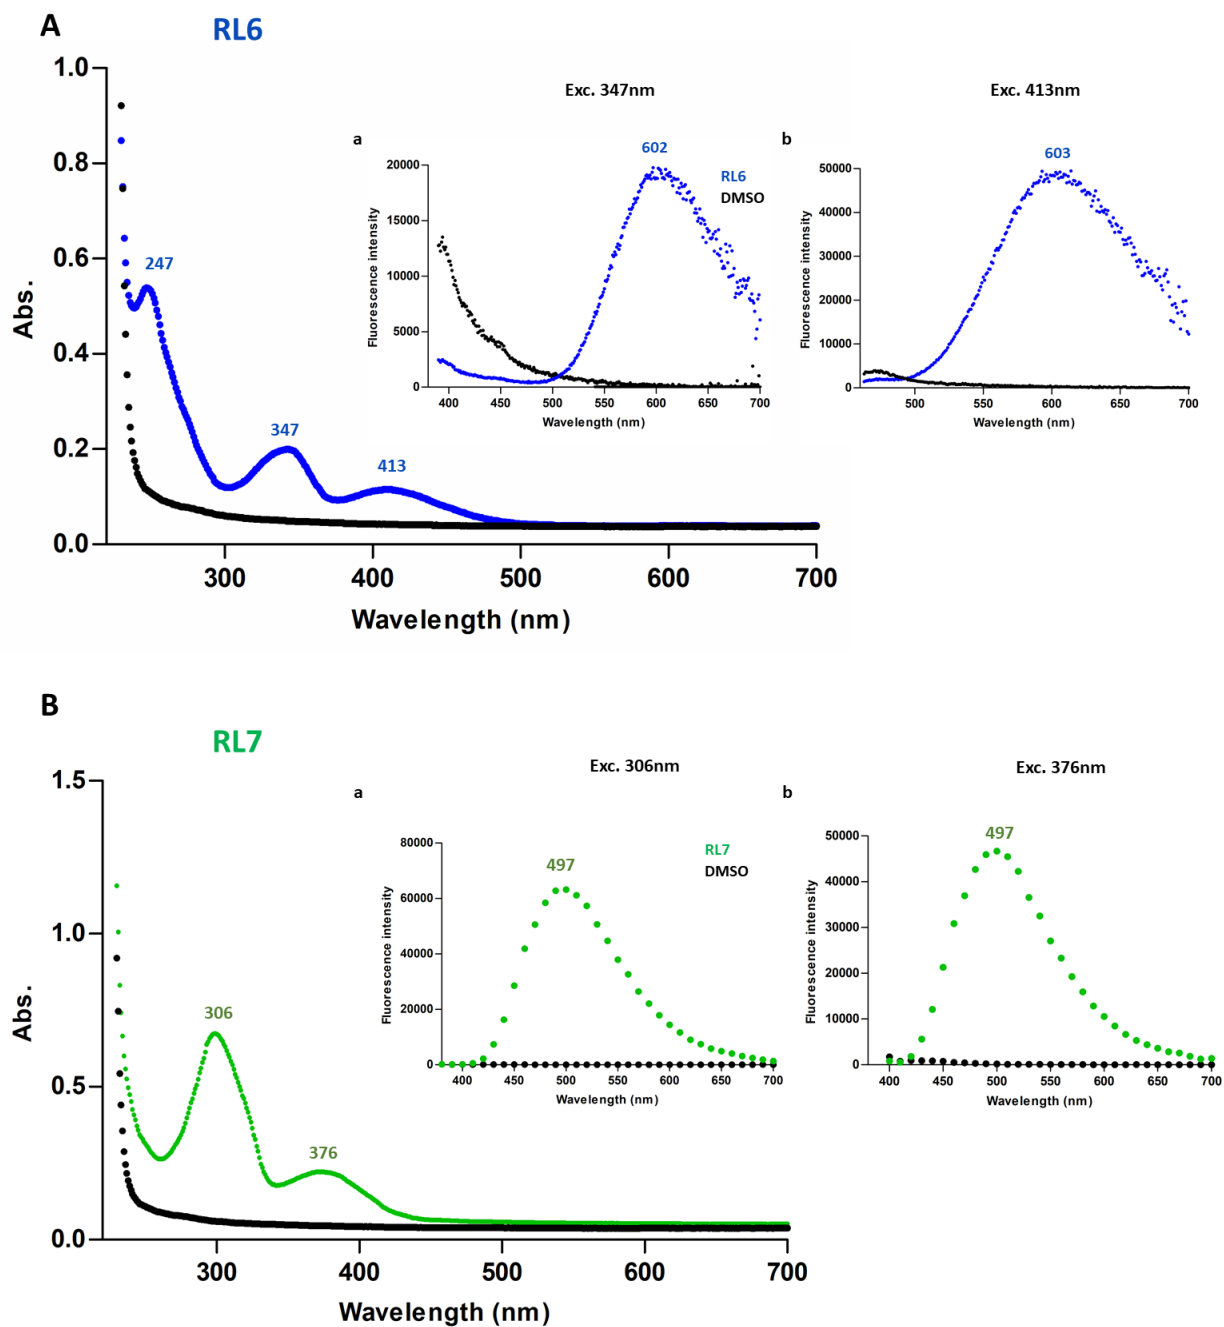 A
RL6
1.0
0.8
0.6
0.4
0.2
0.0
Abs.
247
347
413
300
400
500
600
700
Wavelength (nm)
Exc. 347nm
a
20000
15000
10000
5000
0
Fluorescence intensity
602
RL6
DMSO
400
450
500
550
600
650
700
Wavelength (nm)
Exc. 413nm
b
50000
40000
30000
20000
10000
0
Fluorescence intensity
603
500
550
600
650
700
Wavelength (nm)
B
RL7
1.5
1.0
0.5
0.0
Abs.
306
376
300
400
500
600
700
Wavelength (nm)
Exc. 306nm
a
80000
60000
40000
20000
0
Fluorescence intensity
497
RL7
DMSO
400
450
500
550
600
650
700
Wavelength (nm)
Exc. 376nm
b
50000
40000
30000
20000
10000
0
Fluorescence intensity
497
400
450
500
550
600
650
700
Wavelength (nm)